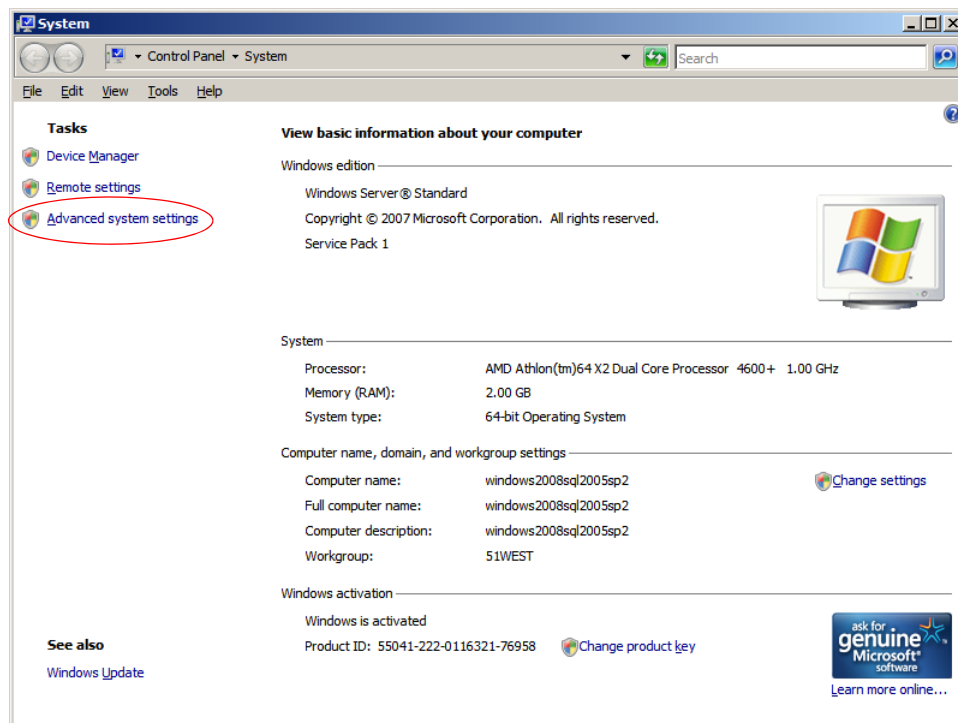 System
Control Panel System
Search
File Edit View Tools Help
Tasks
Device Manager
Remote settings
Advanced system settings
See also
Windows Update
View basic information about your computer
Windows edition
Windows Server® Standard
Copyright © 2007 Microsoft Corporation. All rights reserved.
Service Pack 1
System
Processor: AMD Athlon(tm)64 X2 Dual Core Processor 4600+ 1.00 GHz
Memory (RAM): 2.00 GB
System type: 64-bit Operating System
Computer name, domain, and workgroup settings
Computer name: windows2008sql2005sp2
Change settings
Full computer name: windows2008sql2005sp2
Computer description: windows2008sql2005sp2
Workgroup: 51WEST
Windows activation
Windows is activated
Product ID: 55041-222-0116321-76958
Change product key
ask for
genuine
Microsoft
software
Learn more online...